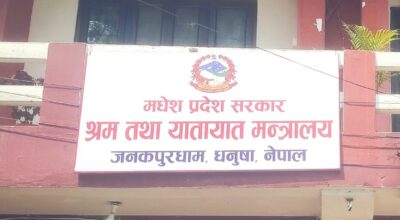 मधेश प्रदेश सरकार
श्रम तथा यातायात मन्त्रालय
जनकपुरधाम, धनुषा, नेपाल